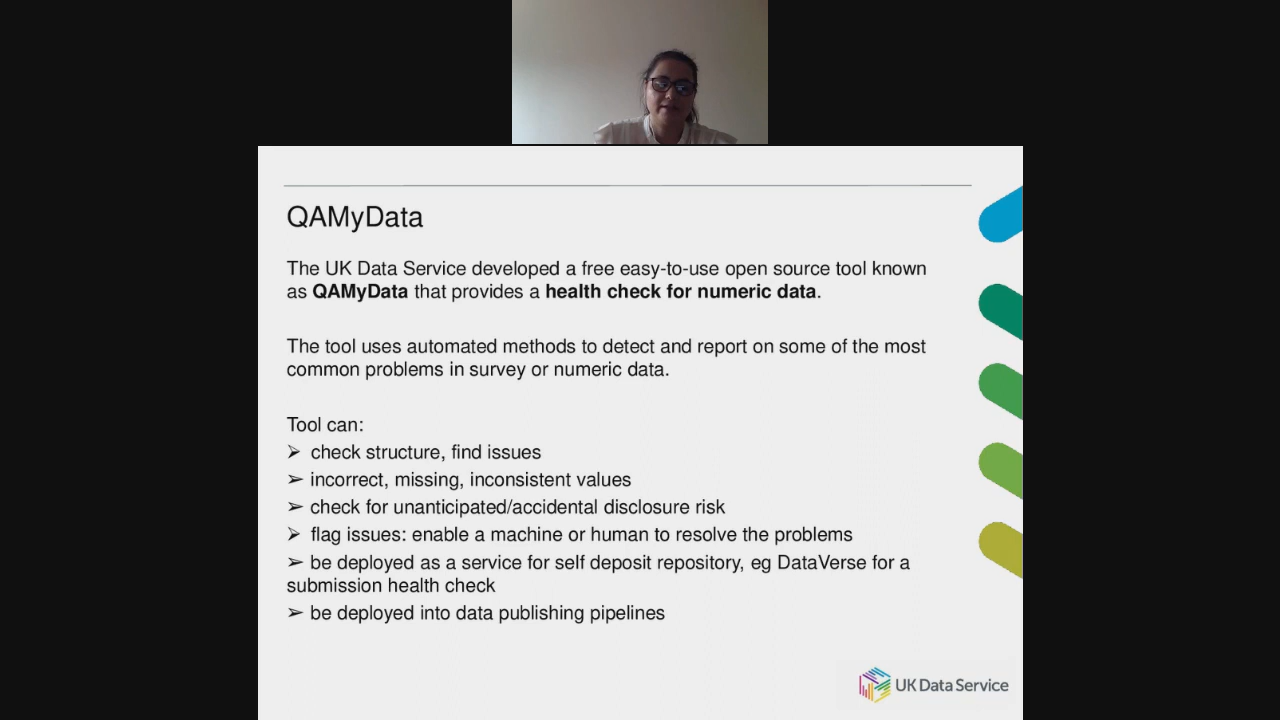 QAMyData
The UK Data Service developed a free easy-to-use open source tool known
as QAMyData that provides a health check for numeric data.
The tool uses automated methods to detect and report on some of the most
common problems in survey or numeric data.
Tool can:
➢ check structure, find issues
➢ incorrect, missing, inconsistent values
➢ check for unanticipated/accidental disclosure risk
➢ flag issues: enable a machine or human to resolve the problems
➢ be deployed as a service for self deposit repository, eg DataVerse for a
submission health check
➢ be deployed into data publishing pipelines
UK Data Service